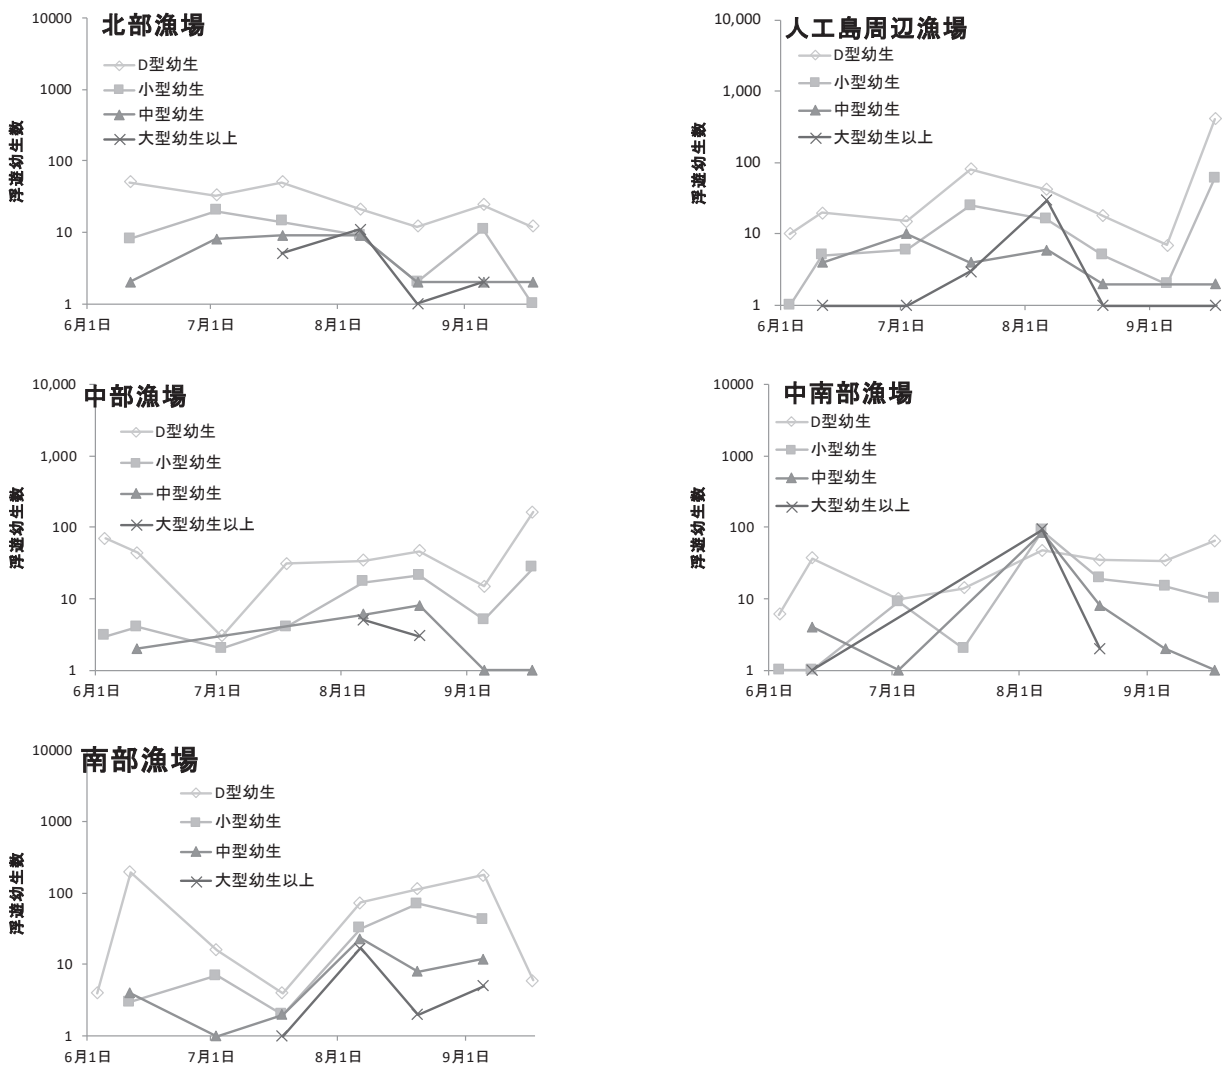 北部漁場
10000
1000
100
10
1
浮遊幼生数
D型幼生
小型幼生
中型幼生
大型幼生以上
6月1日 7月1日 8月1日 9月1日
人工島周辺漁場
10,000
1,000
100
10
1
浮遊幼生数
D型幼生
小型幼生
中型幼生
大型幼生以上
6月1日 7月1日 8月1日 9月1日
中部漁場
10,000
1,000
100
10
1
浮遊幼生数
D型幼生
小型幼生
中型幼生
大型幼生以上
6月1日 7月1日 8月1日 9月1日
中南部漁場
10000
1000
100
10
1
浮遊幼生数
D型幼生
小型幼生
中型幼生
大型幼生以上
6月1日 7月1日 8月1日 9月1日
南部漁場
10000
1000
100
10
1
浮遊幼生数
D型幼生
小型幼生
中型幼生
大型幼生以上
6月1日 7月1日 8月1日 9月1日